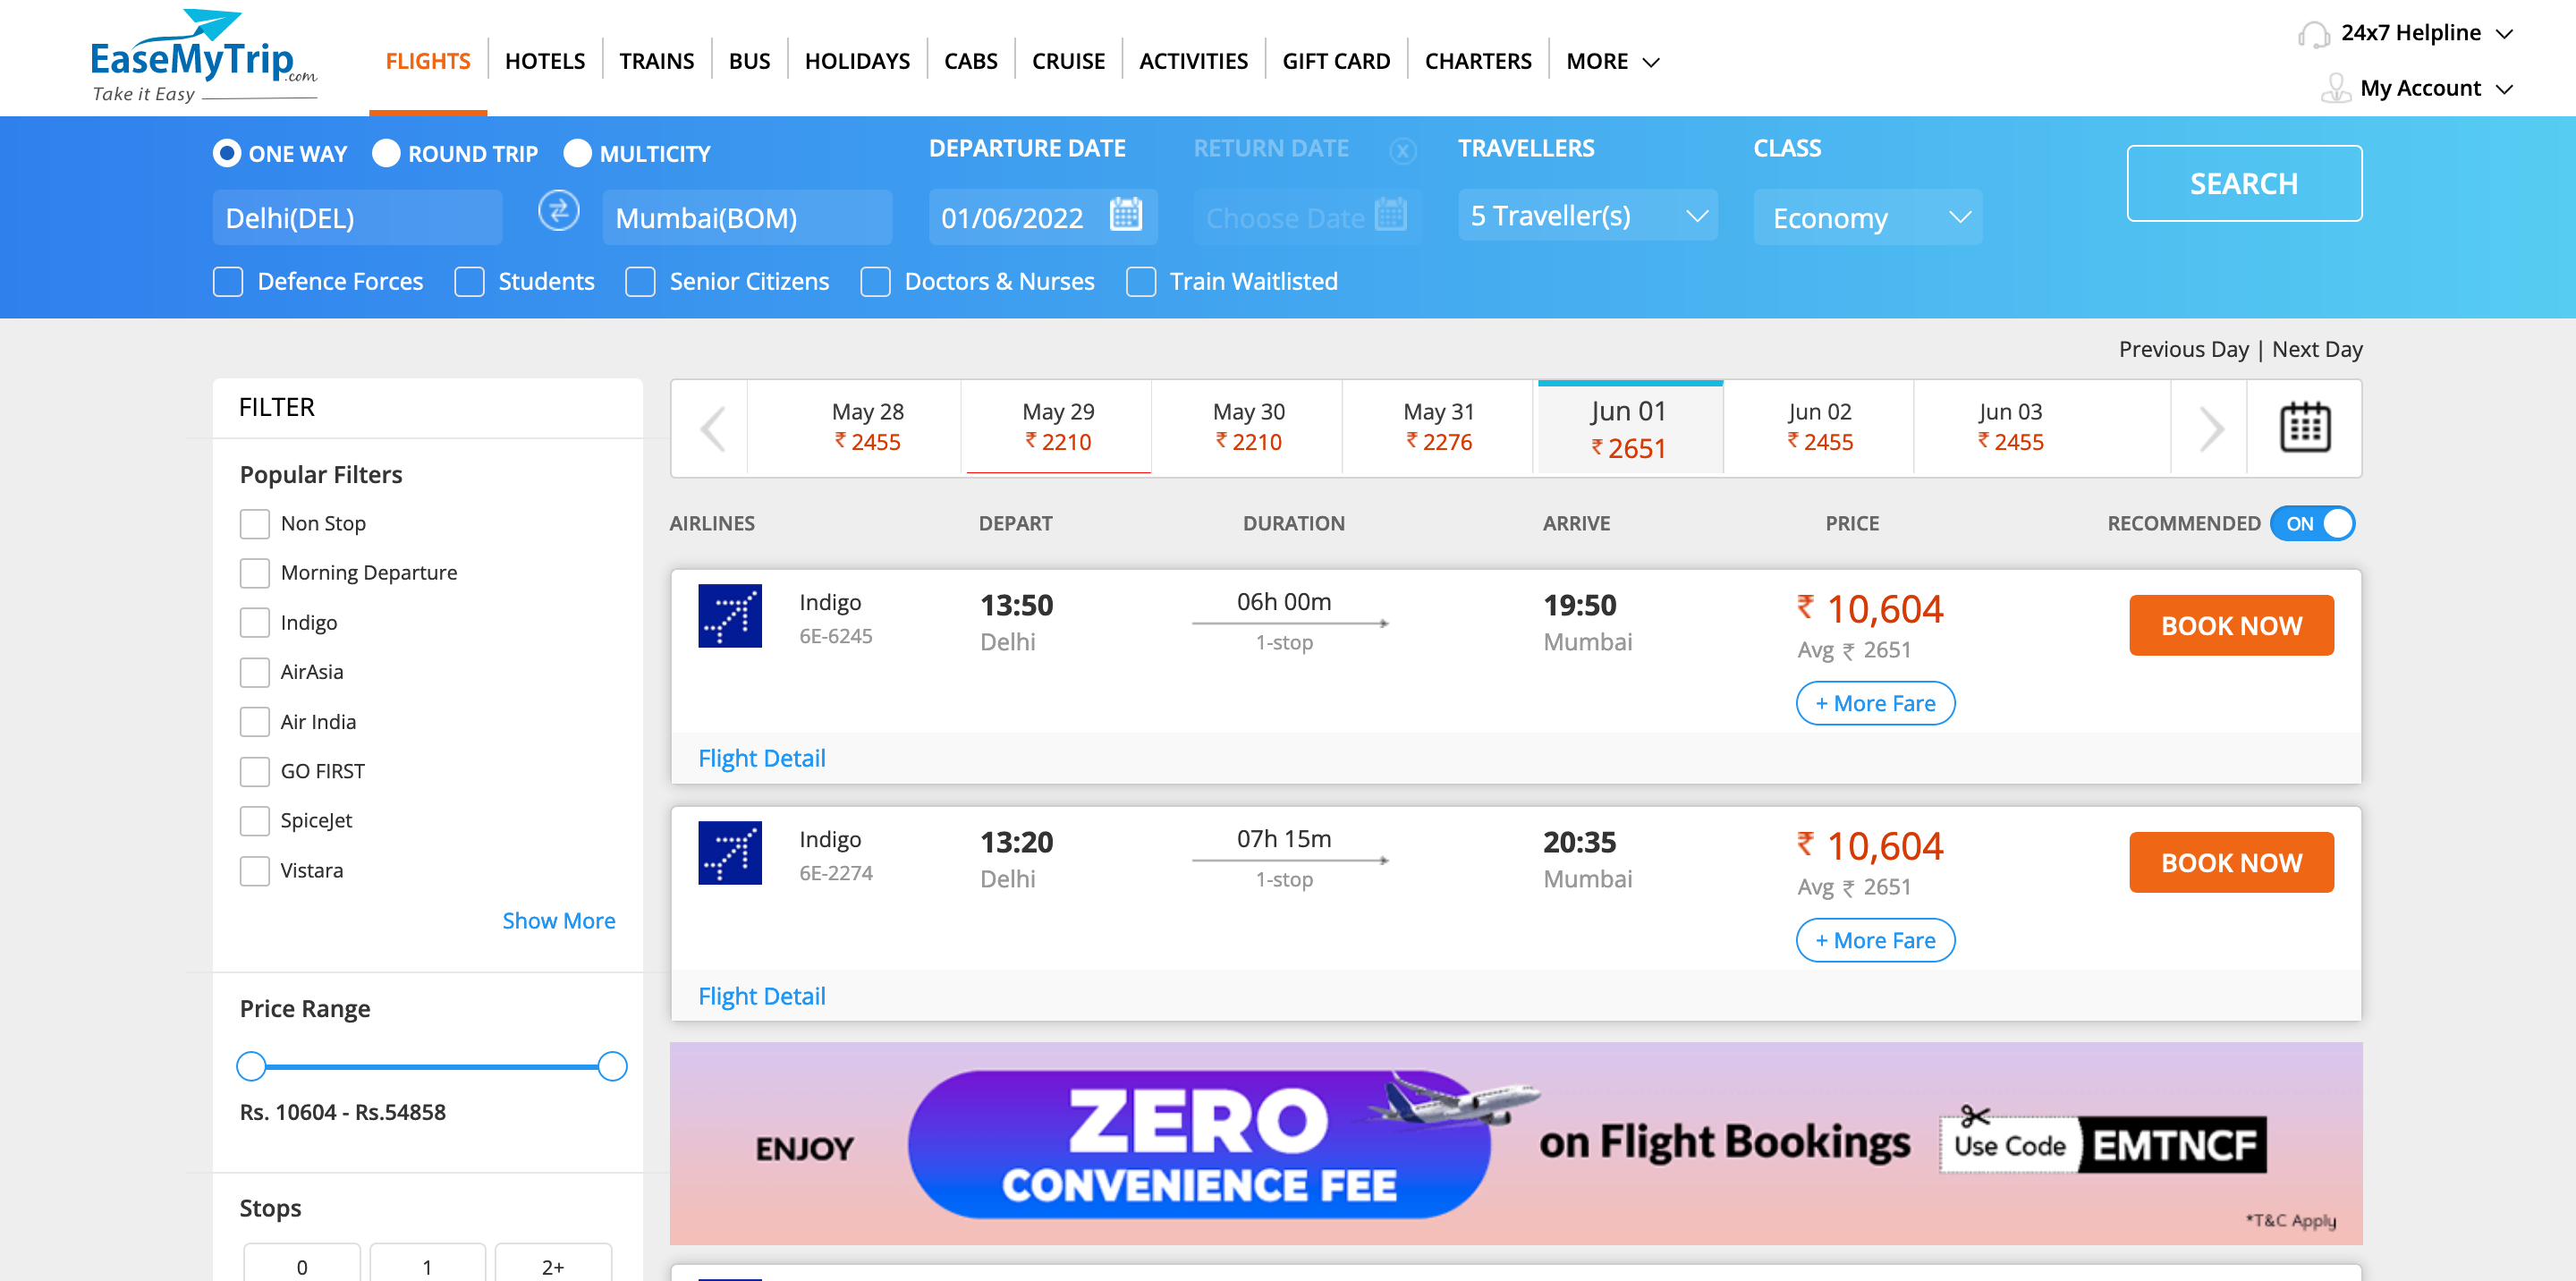 EaseMyTrip.com
Take it Easy
FLIGHTS
HOTELS
TRAINS
BUS
HOLIDAYS
CABS
CRUISE
ACTIVITIES
GIFT CARD
CHARTERS
MORE
24x7 Helpline
My Account
ONE WAY
ROUND TRIP
MULTICITY
DEPARTURE DATE
RETURN DATE
X
TRAVELLERS
CLASS
SEARCH
Delhi(DEL)
Mumbai(BOM)
01/06/2022
Choose Date
5 Traveller(s)
Economy
Defence Forces
Students
Senior Citizens
Doctors & Nurses
Train Waitlisted
Previous Day | Next Day
FILTER
Popular Filters
Non Stop
Morning Departure
Indigo
AirAsia
Air India
GO FIRST
SpiceJet
Vistara
Show More
Price Range
Rs. 10604 - Rs.54858
Stops
0
1
2+
May 28
₹ 2455
May 29
₹ 2210
May 30
₹ 2210
May 31
₹ 2276
Jun 01
₹ 2651
Jun 02
₹ 2455
Jun 03
₹ 2455
AIRLINES
DEPART
DURATION
ARRIVE
PRICE
RECOMMENDED
ON
Indigo
6E-6245
13:50
Delhi
06h 00m
1-stop
19:50
Mumbai
₹ 10,604
Avg ₹ 2651
+ More Fare
BOOK NOW
Flight Detail
Indigo
6E-2274
13:20
Delhi
07h 15m
1-stop
20:35
Mumbai
₹ 10,604
Avg ₹ 2651
+ More Fare
BOOK NOW
Flight Detail
ENJOY
ZERO
CONVENIENCE FEE
on Flight Bookings
Use Code
EMTNCF
*T&C Apply